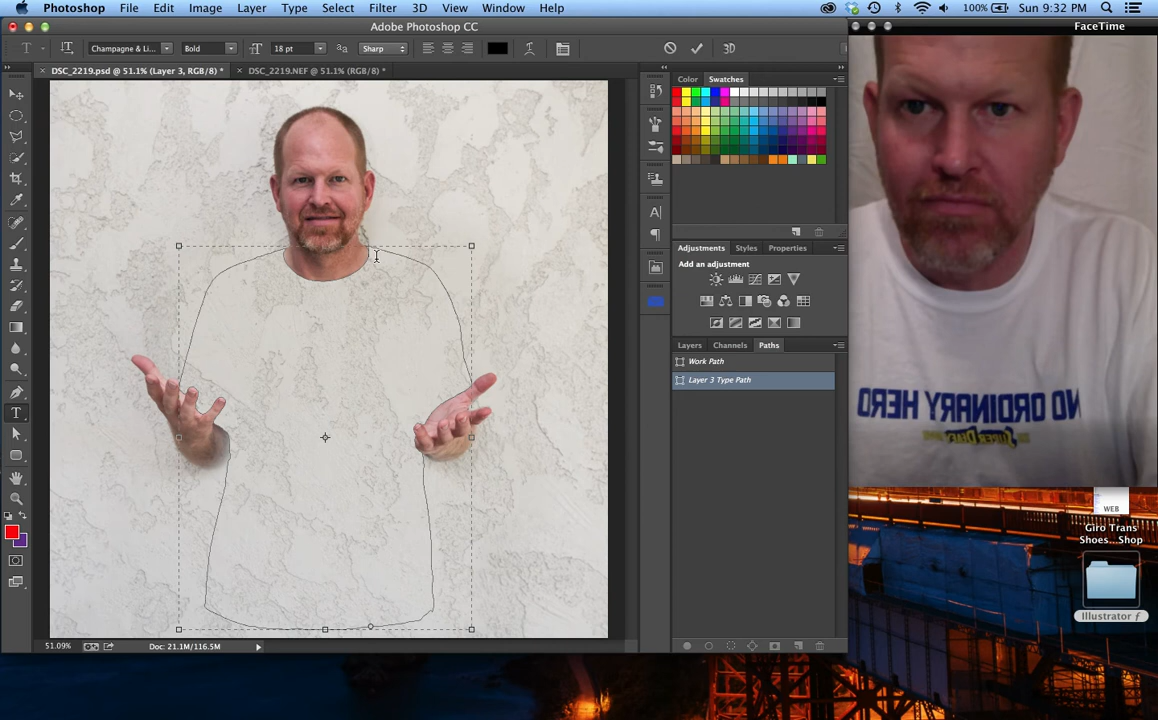 Photoshop File Edit Image Layer Type Select Filter 3D View Window Help 100% Sun 9:32 PM
Adobe Photoshop CC
FaceTime
T Champagne & Li... Bold 18 pt Sharp 3D
DSC_2219.psd @ 51.1% (Layer 3, RGB/8) * DSC_2219.NEF @ 51.1% (RGB/8) *
Color Swatches
Adjustments Styles Properties
Add an adjustment
Layers Channels Paths
Work Path
Layer 3 Type Path
NO ORDINARY HERO
WEB
Giro Trans
Shoes...Shop
Illustrator ƒ
51.09% Doc: 21.1M/116.5M